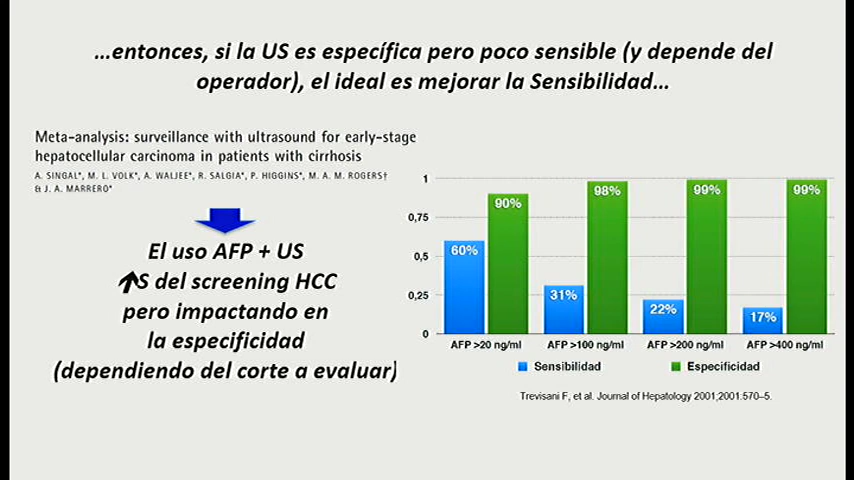 …entonces, si la US es específica pero poco sensible (y depende del
operador), el ideal es mejorar la Sensibilidad…
Meta-analysis: surveillance with ultrasound for early-stage
hepatocellular carcinoma in patients with cirrhosis
A. SINGAL*, M. L. VOLK*, A. WALJEE*, R. SALGIA*, P. HIGGINS*, M. A. M. ROGERS†
& J. A. MARRERO*
El uso AFP + US
↑S del screening HCC
pero impactando en
la especificidad
(dependiendo del corte a evaluar)
1
0,75
0,5
0,25
0
60%
90%
31%
98%
22%
99%
17%
99%
AFP >20 ng/ml
AFP >100 ng/ml
AFP >200 ng/ml
AFP >400 ng/ml
Sensibilidad
Especificidad
Trevisani F, et al. Journal of Hepatology 2001;2001:570–5.